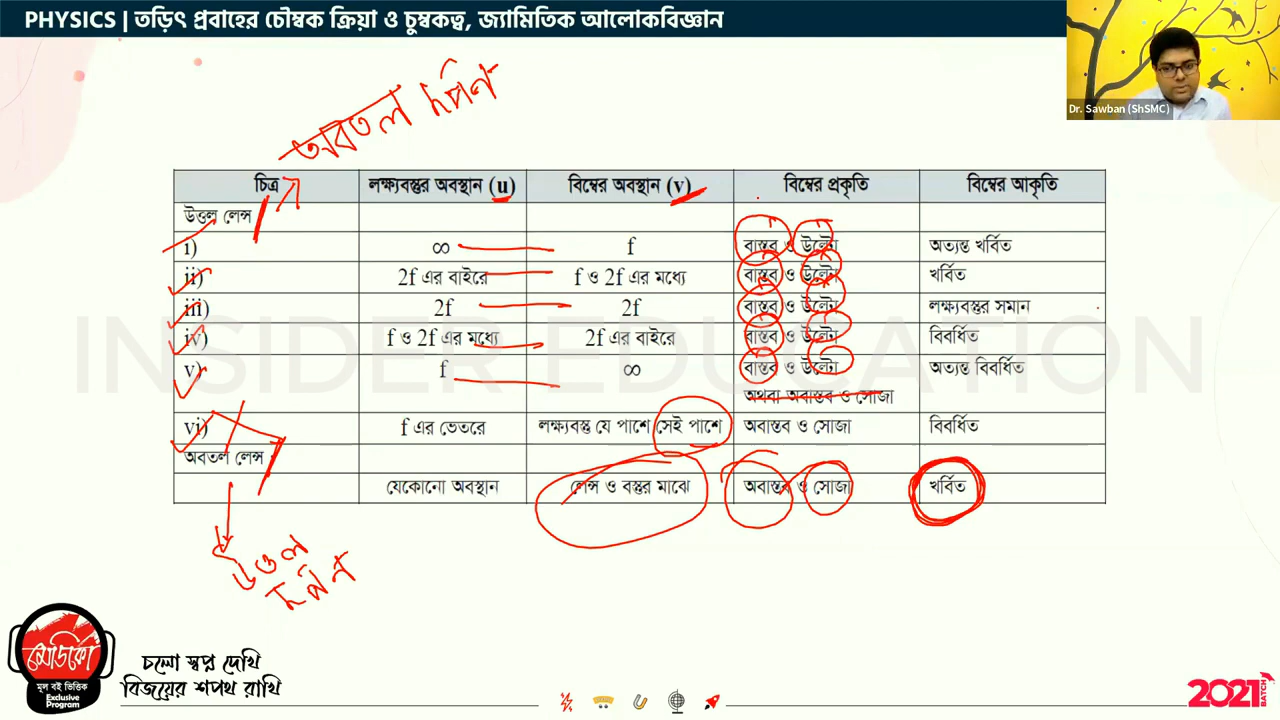 PHYSICS | তড়িৎ প্রবাহের চৌম্বক ক্রিয়া ও চুম্বকত্ব, জ্যামিতিক আলোকবিজ্ঞান
Dr. Sawban (ShSMC)
অবতল দর্পণ
চিত্র লক্ষ্যবস্তুর অবস্থান (u) বিম্বের অবস্থান (v) বিম্বের প্রকৃতি বিম্বের আকৃতি
উত্তল লেন্স
i) ∞ f বাস্তব ও উল্টো অত্যন্ত খর্বিত
ii) 2f এর বাইরে f ও 2f এর মধ্যে বাস্তব ও উল্টো খর্বিত
iii) 2f 2f বাস্তব ও উল্টো লক্ষ্যবস্তুর সমান
iv) f ও 2f এর মধ্যে 2f এর বাইরে বাস্তব ও উল্টো বিবর্ধিত
v) f ∞ বাস্তব ও উল্টো অত্যন্ত বিবর্ধিত
অথবা অবাস্তব ও সোজা
vi) f এর ভেতরে লক্ষ্যবস্তু যে পাশে সেই পাশে অবাস্তব ও সোজা বিবর্ধিত
অবতল লেন্স
যেকোনো অবস্থান লেন্স ও বস্তুর মাঝে অবাস্তব ও সোজা খর্বিত
উত্তল
দর্পণ
INSIDER EDUCATION
মেডিকো
মূল বই ভিত্তিক
Exclusive
Program
চলো স্বপ্ন দেখি
বিজয়ের শপথ রাখি
2021 BATCH